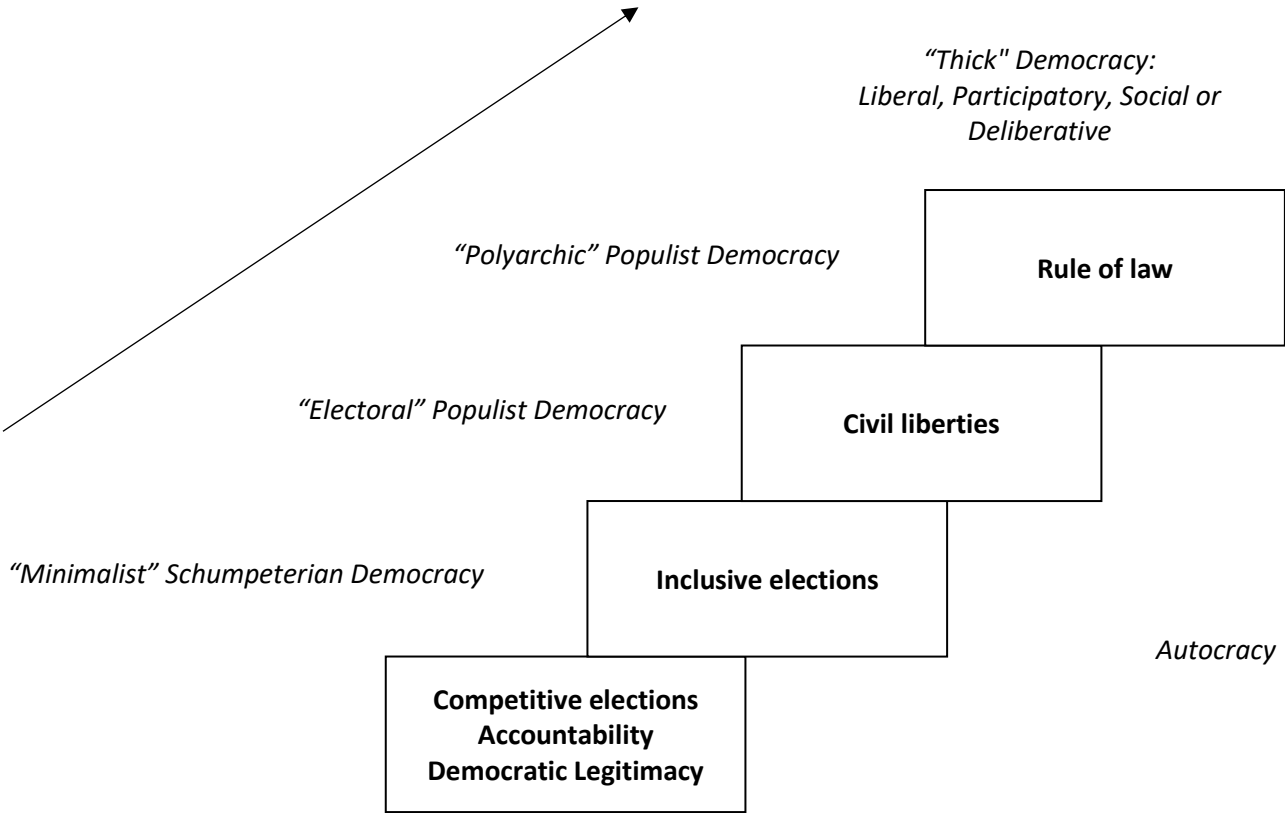 “Thick" Democracy:
Liberal, Participatory, Social or
Deliberative
“Polyarchic” Populist Democracy
Rule of law
“Electoral” Populist Democracy
Civil liberties
“Minimalist” Schumpeterian Democracy
Inclusive elections
Autocracy
Competitive elections
Accountability
Democratic Legitimacy